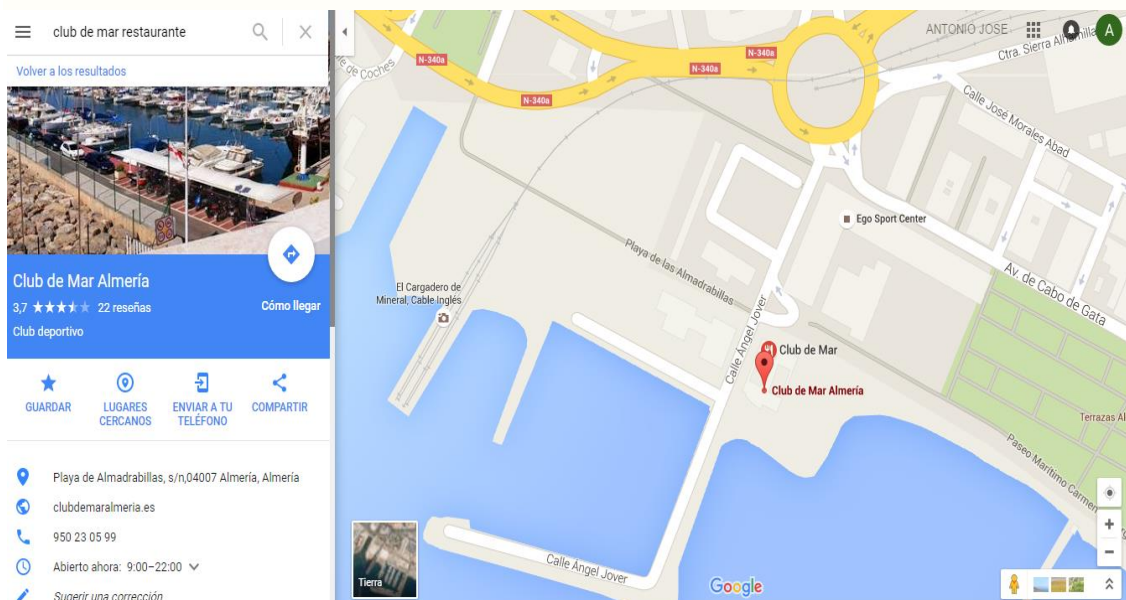 club de mar restaurante
Volver a los resultados
Club de Mar Almería
3,7
22 reseñas
Cómo llegar
Club deportivo
GUARDAR
LUGARES
CERCANOS
ENVIAR A TU
TELÉFONO
COMPARTIR
Playa de Almadrabillas, s/n,04007 Almería, Almería
clubdemaralmeria.es
950 23 05 99
Abierto ahora: 9:00–22:00
Sugerir una corrección
ANTONIO JOSE
A
de Coches
N-340a
N-340a
N-340a
Ctra. Sierra Alhamilla
Calle José Morales Abad
Ego Sport Center
Playa de las Almadrabillas
El Cargadero de
Mineral, Cable Inglés
Av. de Cabo de Gata
Calle Ángel Jover
Club de Mar
Club de Mar Almería
Terrazas Al
Paseo Marítimo Carmen
Calle Ángel Jover
Tierra
Google